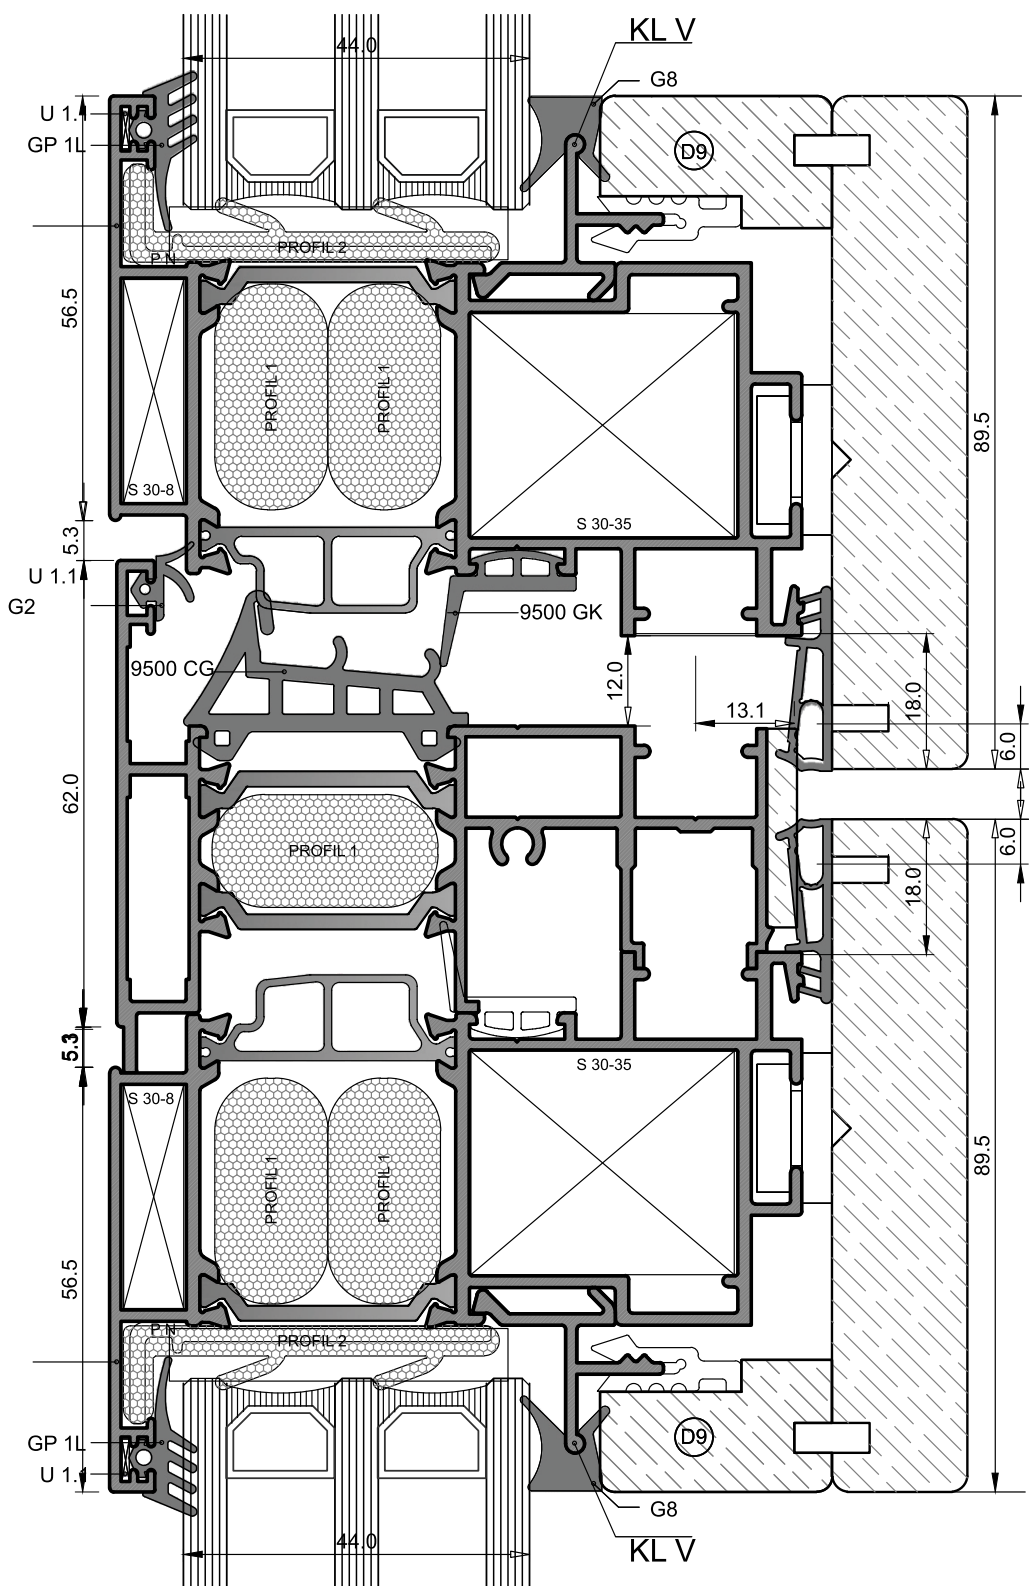 KL V
44.0
G8
U 1.1
GP 1L
D9
PROFIL 2
P N
56.5
PROFIL 1
PROFIL 1
89.5
S 30-8
S 30-35
5.3
U 1.1
G2
9500 GK
9500 CG
12.0
13.1
18.0
6.0
62.0
PROFIL 1
6.0
18.0
5.3
S 30-8
S 30-35
PROFIL 1
PROFIL 1
89.5
56.5
P N
PROFIL 2
GP 1L
D9
U 1.1
G8
44.0
KL V